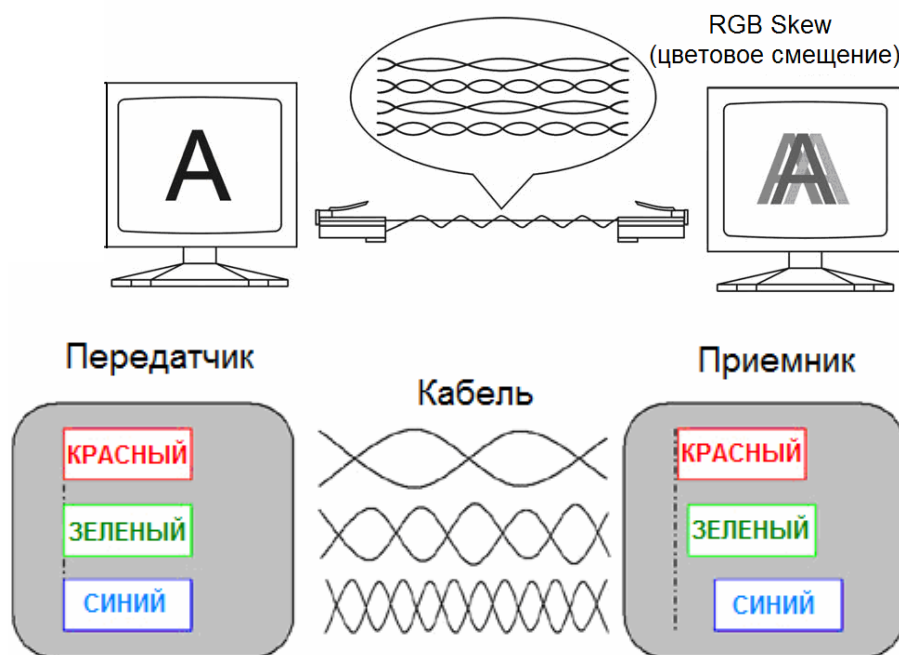 RGB Skew
(цветовое смещение)
A
A
Передатчик
Кабель
Приемник
КРАСНЫЙ
ЗЕЛЕНЫЙ
СИНИЙ
КРАСНЫЙ
ЗЕЛЕНЫЙ
СИНИЙ